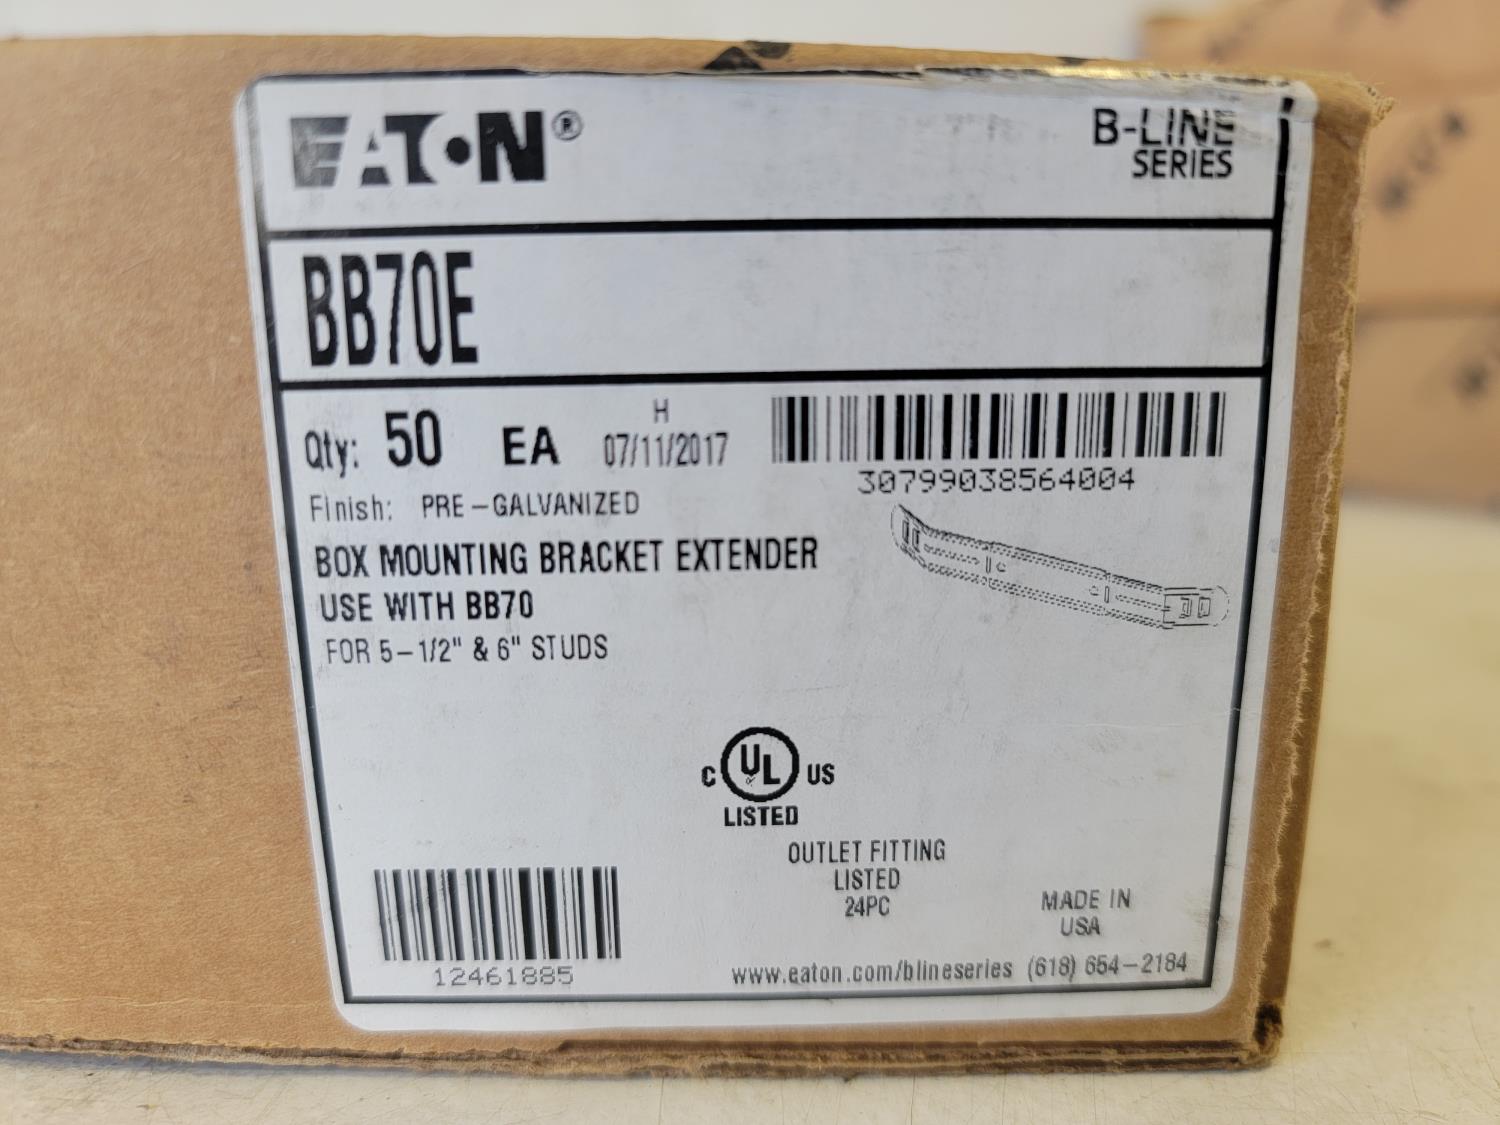 EATON®
B-LINE
SERIES
BB70E
Qty: 50 EA
H
07/11/2017
30799038564004
Finish: PRE-GALVANIZED
BOX MOUNTING BRACKET EXTENDER
USE WITH BB70
FOR 5-1/2" & 6" STUDS
C UL US
LISTED
OUTLET FITTING
LISTED
24PC
MADE IN
USA
12461885
www.eaton.com/blineseries (618) 654-2184